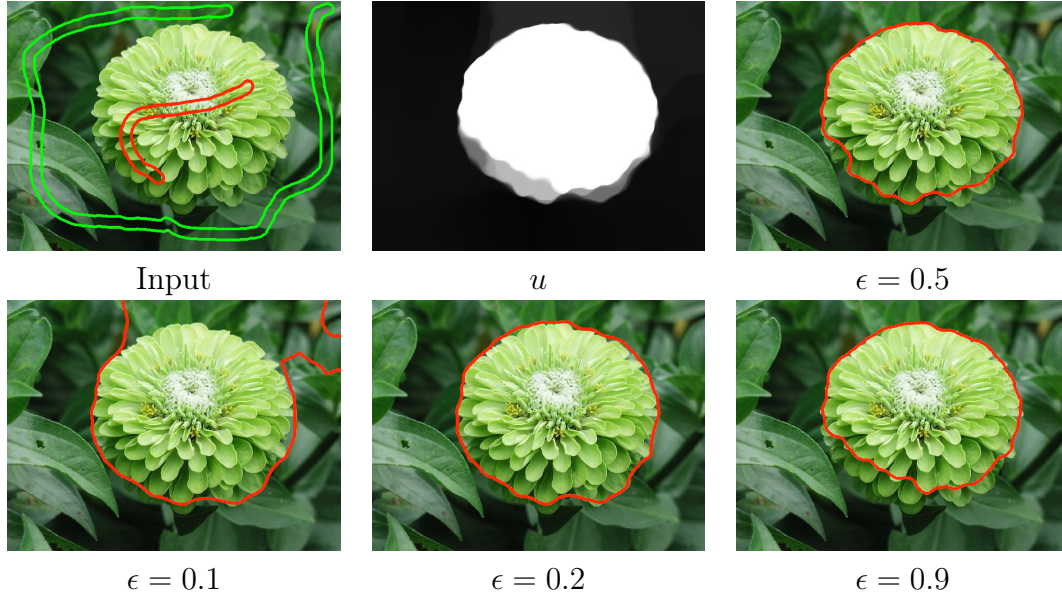 Input
u
ϵ = 0.5
ϵ = 0.1
ϵ = 0.2
ϵ = 0.9